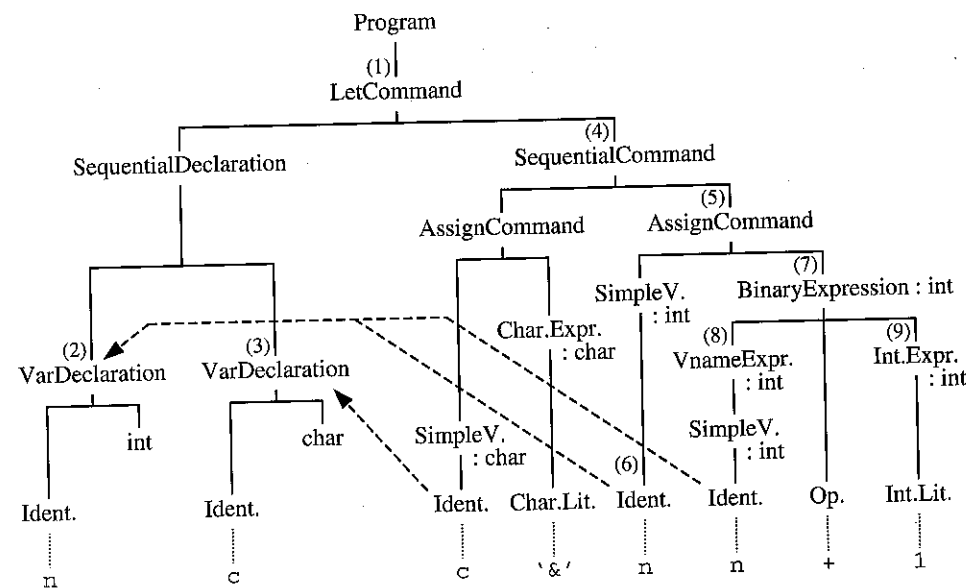 Program
(1)
LetCommand
(4)
SequentialDeclaration
SequentialCommand
(5)
AssignCommand
AssignCommand
(7)
SimpleV.
: int
BinaryExpression : int
Char.Expr.
: char
(2)
VarDeclaration
(3)
VarDeclaration
(8)
VnameExpr.
: int
(9)
Int.Expr.
: int
int
char
SimpleV.
: char
SimpleV.
: int
(6)
Ident.
Ident.
Ident.
Char.Lit.
Ident.
Ident.
Op.
Int.Lit.
n
c
c
'&'
n
n
+
1